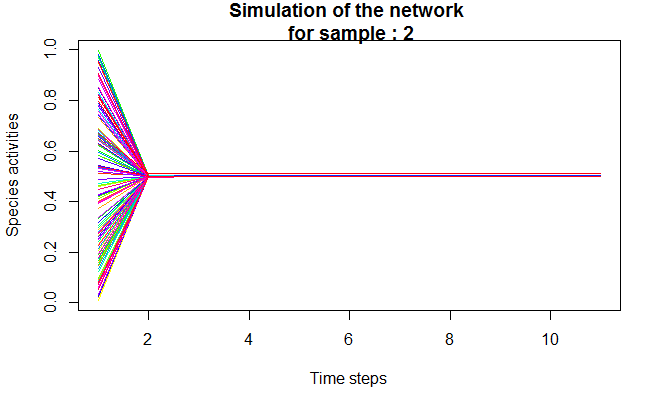 Simulation of the network
for sample : 2
Species activities
1.0
0.8
0.6
0.4
0.2
0.0
2
4
6
8
10
Time steps